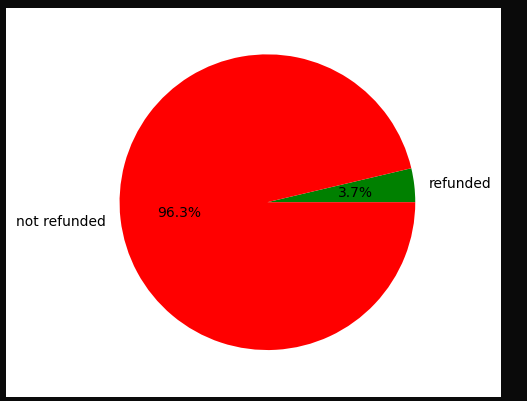 refunded
3.7%
96.3%
not refunded